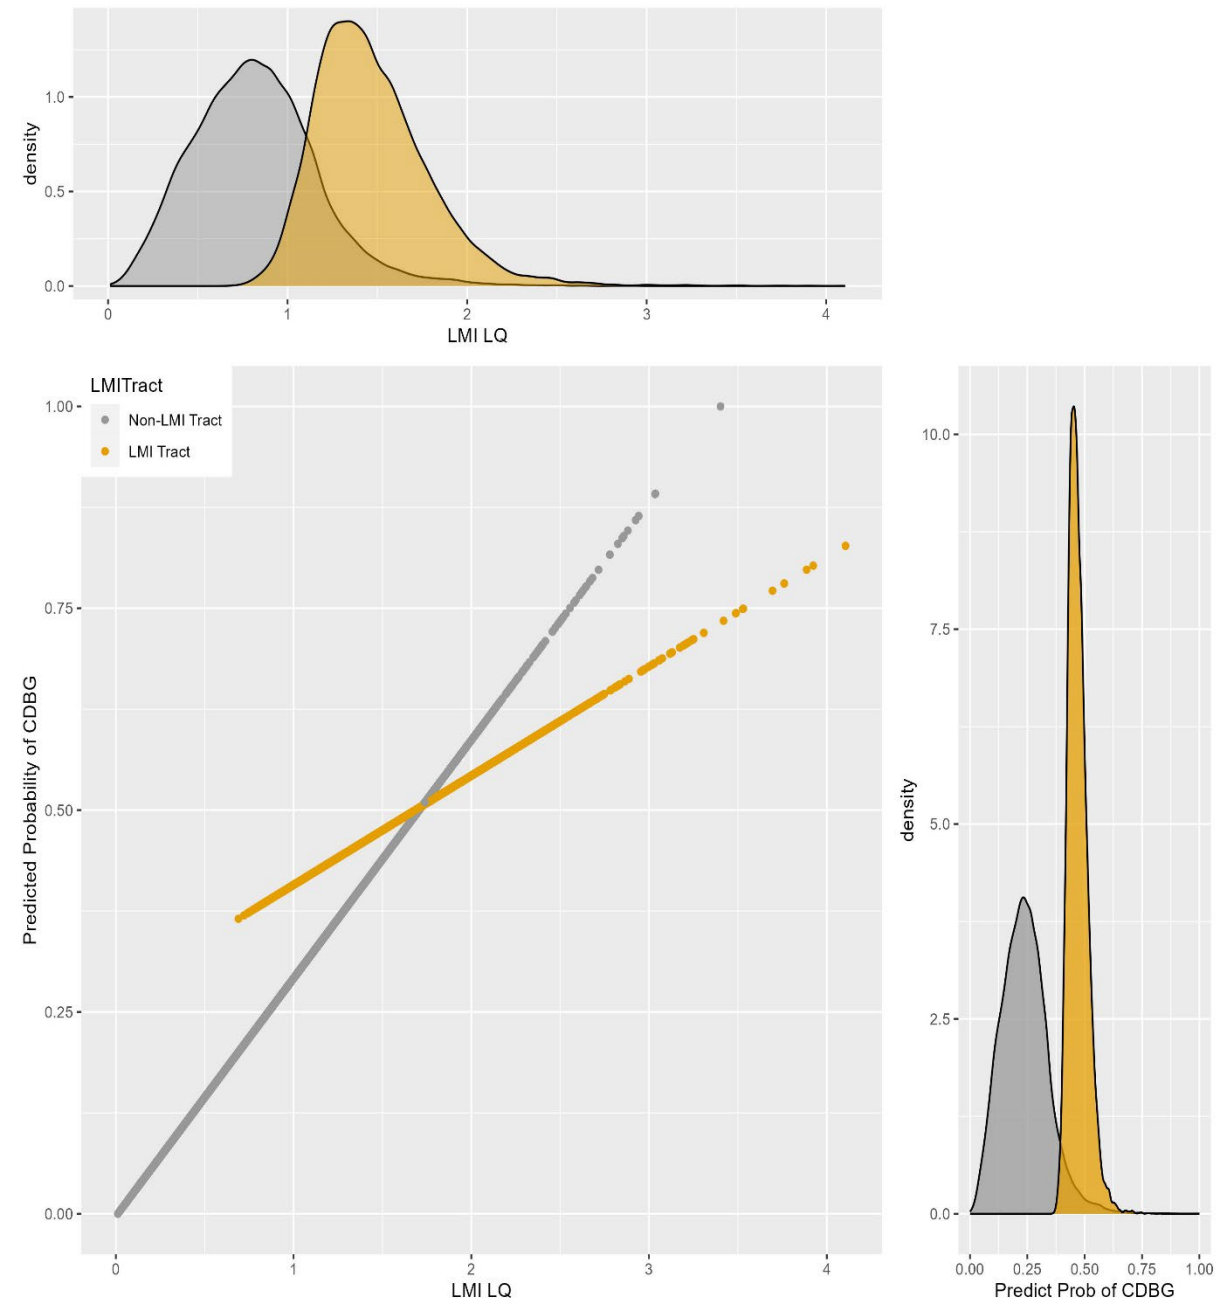 density
1.0
0.5
0.0
0 1 2 3 4
LMI LQ
LMITract
Non-LMI Tract
LMI Tract
Predicted Probability of CDBG
1.00
0.75
0.50
0.25
0.00
0 1 2 3 4
LMI LQ
density
10.0
7.5
5.0
2.5
0.0
0.00 0.25 0.50 0.75 1.00
Predict Prob of CDBG